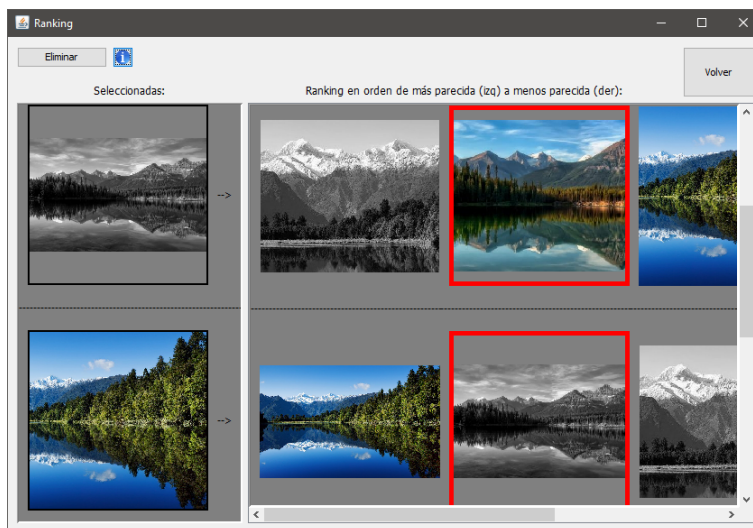 Ranking
Eliminar
i
Volver
Seleccionadas:
Ranking en orden de más parecida (izq) a menos parecida (der):
-->
-->